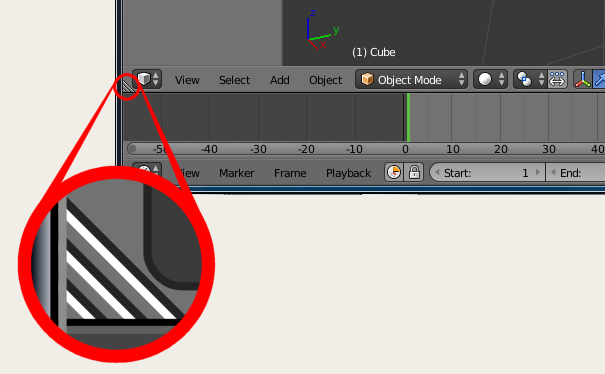 z
y
x
(1) Cube
View Select Add Object Object Mode
-50 -40 -30 -20 -10 0 10 20 30 40
View Marker Frame Playback Start: 1 End: